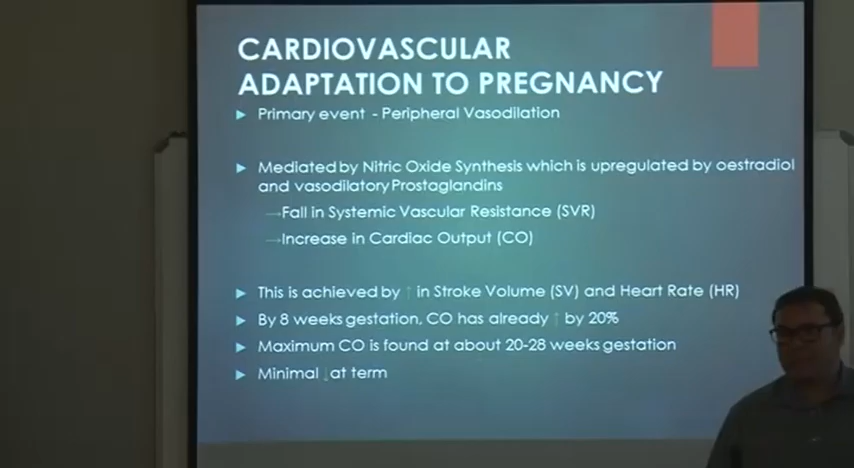 CARDIOVASCULAR
ADAPTATION TO PREGNANCY
► Primary event - Peripheral Vasodilation
► Mediated by Nitric Oxide Synthesis which is upregulated by oestradiol
and vasodilatory Prostaglandins
→Fall in Systemic Vascular Resistance (SVR)
→Increase in Cardiac Output (CO)
► This is achieved by ↑ in Stroke Volume (SV) and Heart Rate (HR)
► By 8 weeks gestation, CO has already ↑ by 20%
► Maximum CO is found at about 20-28 weeks gestation
► Minimal ↓ at term